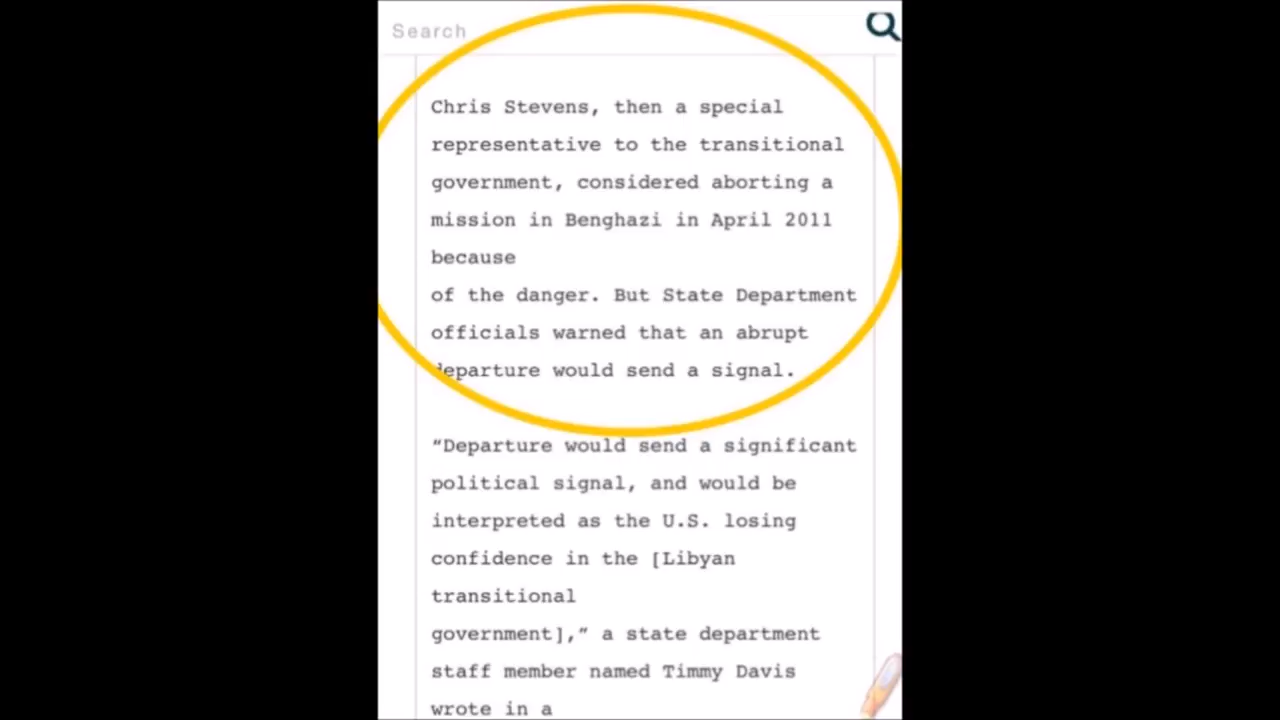 Search
Chris Stevens, then a special
representative to the transitional
government, considered aborting a
mission in Benghazi in April 2011
because
of the danger. But State Department
officials warned that an abrupt
departure would send a signal.
“Departure would send a significant
political signal, and would be
interpreted as the U.S. losing
confidence in the [Libyan
transitional
government],” a state department
staff member named Timmy Davis
wrote in a